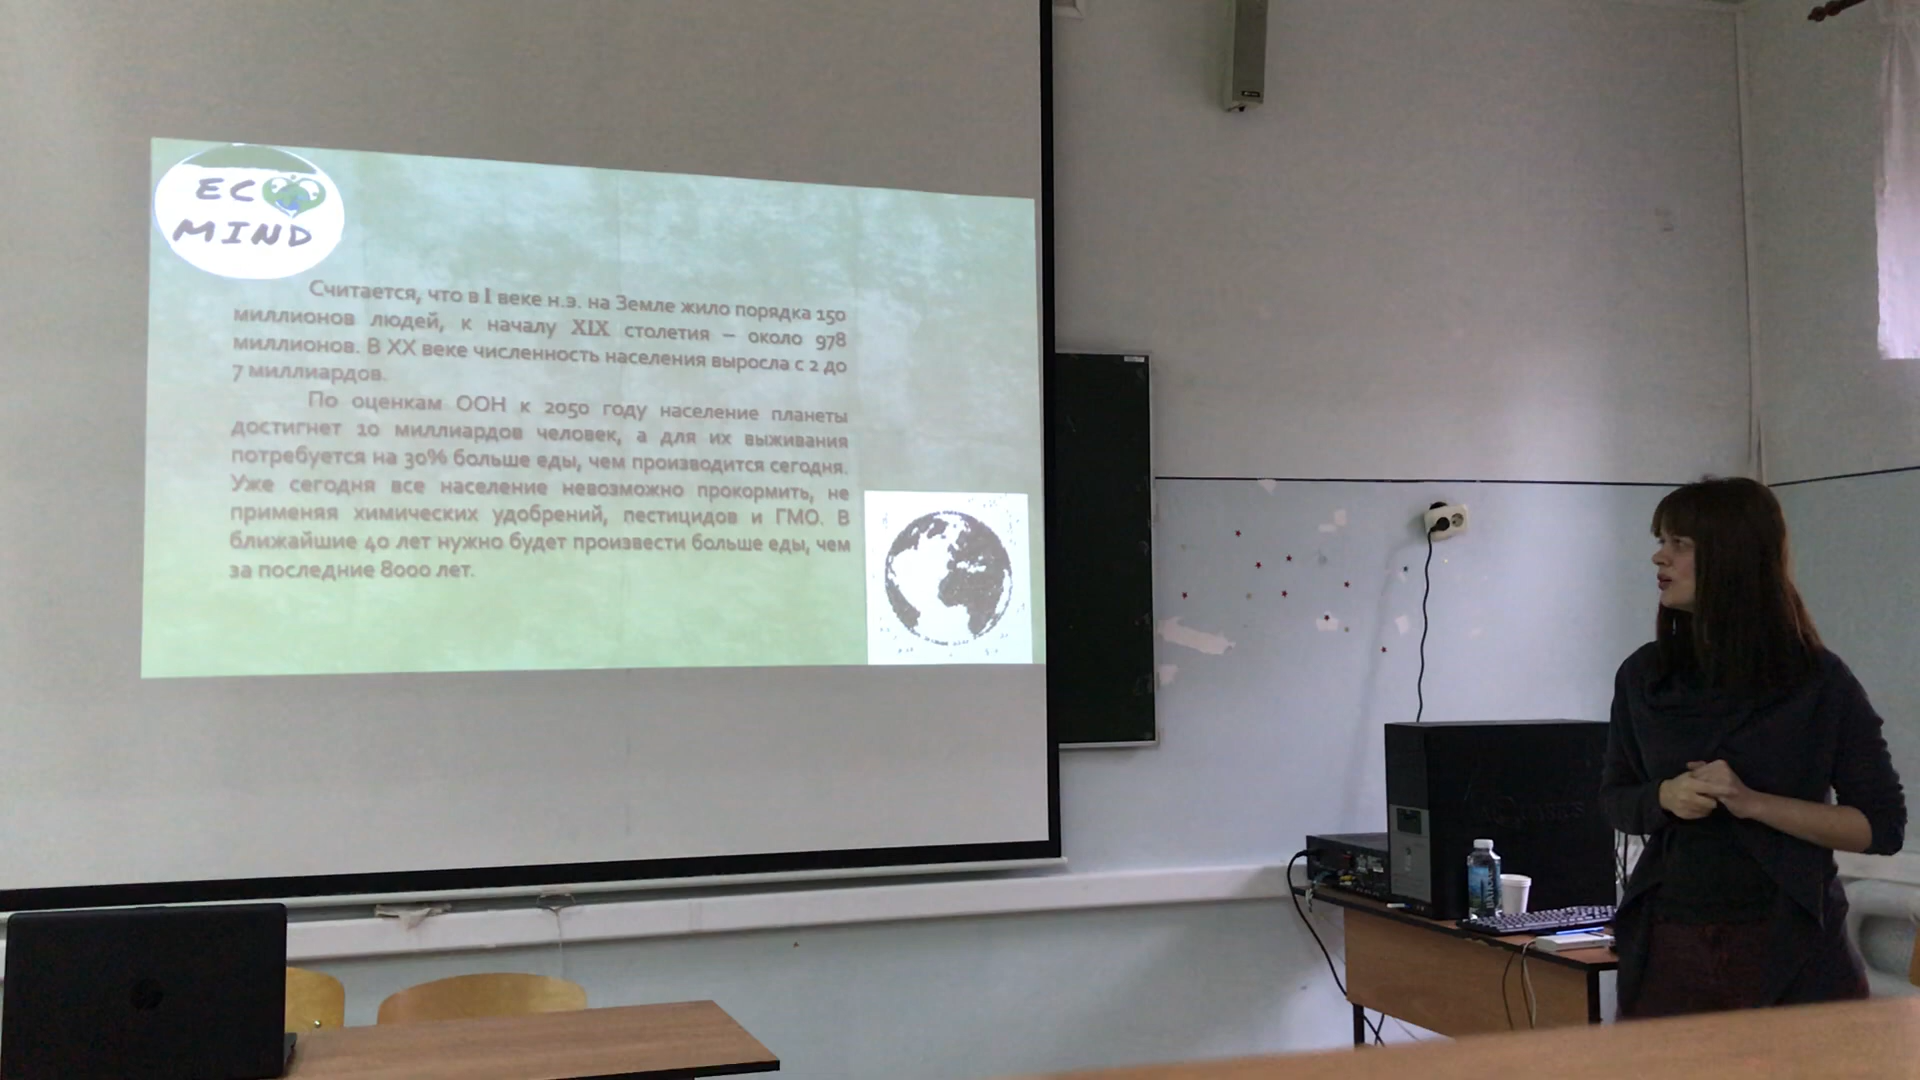 ECO
MIND
Считается, что в I веке н.э. на Земле жило порядка 150
миллионов людей, к началу XIX столетия – около 978
миллионов. В XX веке численность населения выросла с 2 до
7 миллиардов.
По оценкам ООН к 2050 году население планеты
достигнет 10 миллиардов человек, а для их выживания
потребуется на 30% больше еды, чем производится сегодня.
Уже сегодня все население невозможно прокормить, не
применяя химических удобрений, пестицидов и ГМО. В
ближайшие 40 лет нужно будет произвести больше еды, чем
за последние 8000 лет.